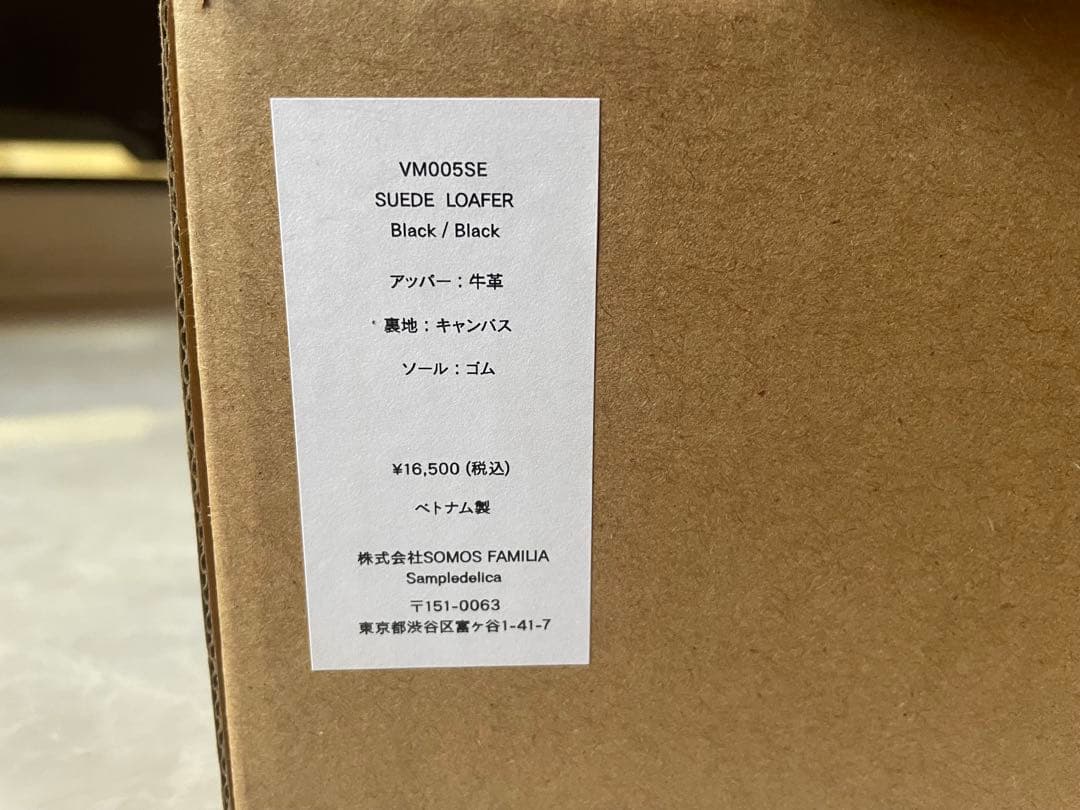 VM005SE
SUEDE LOAFER
Black / Black
アッパー：牛革
裏地：キャンバス
ソール：ゴム
¥16,500 (税込)
ベトナム製
株式会社SOMOS FAMILIA
Sampledelica
〒151-0063
東京都渋谷区富ヶ谷1-41-7